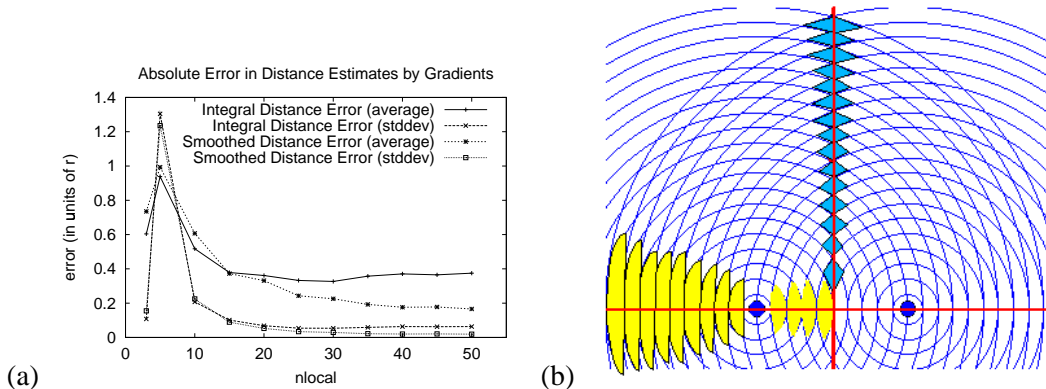 Absolute Error in Distance Estimates by Gradients
1.4
1.2
1
0.8
0.6
0.4
0.2
0
error (in units of r)
Integral Distance Error (average)
Integral Distance Error (stddev)
Smoothed Distance Error (average)
Smoothed Distance Error (stddev)
0 10 20 30 40 50
nlocal
(a)
(b)